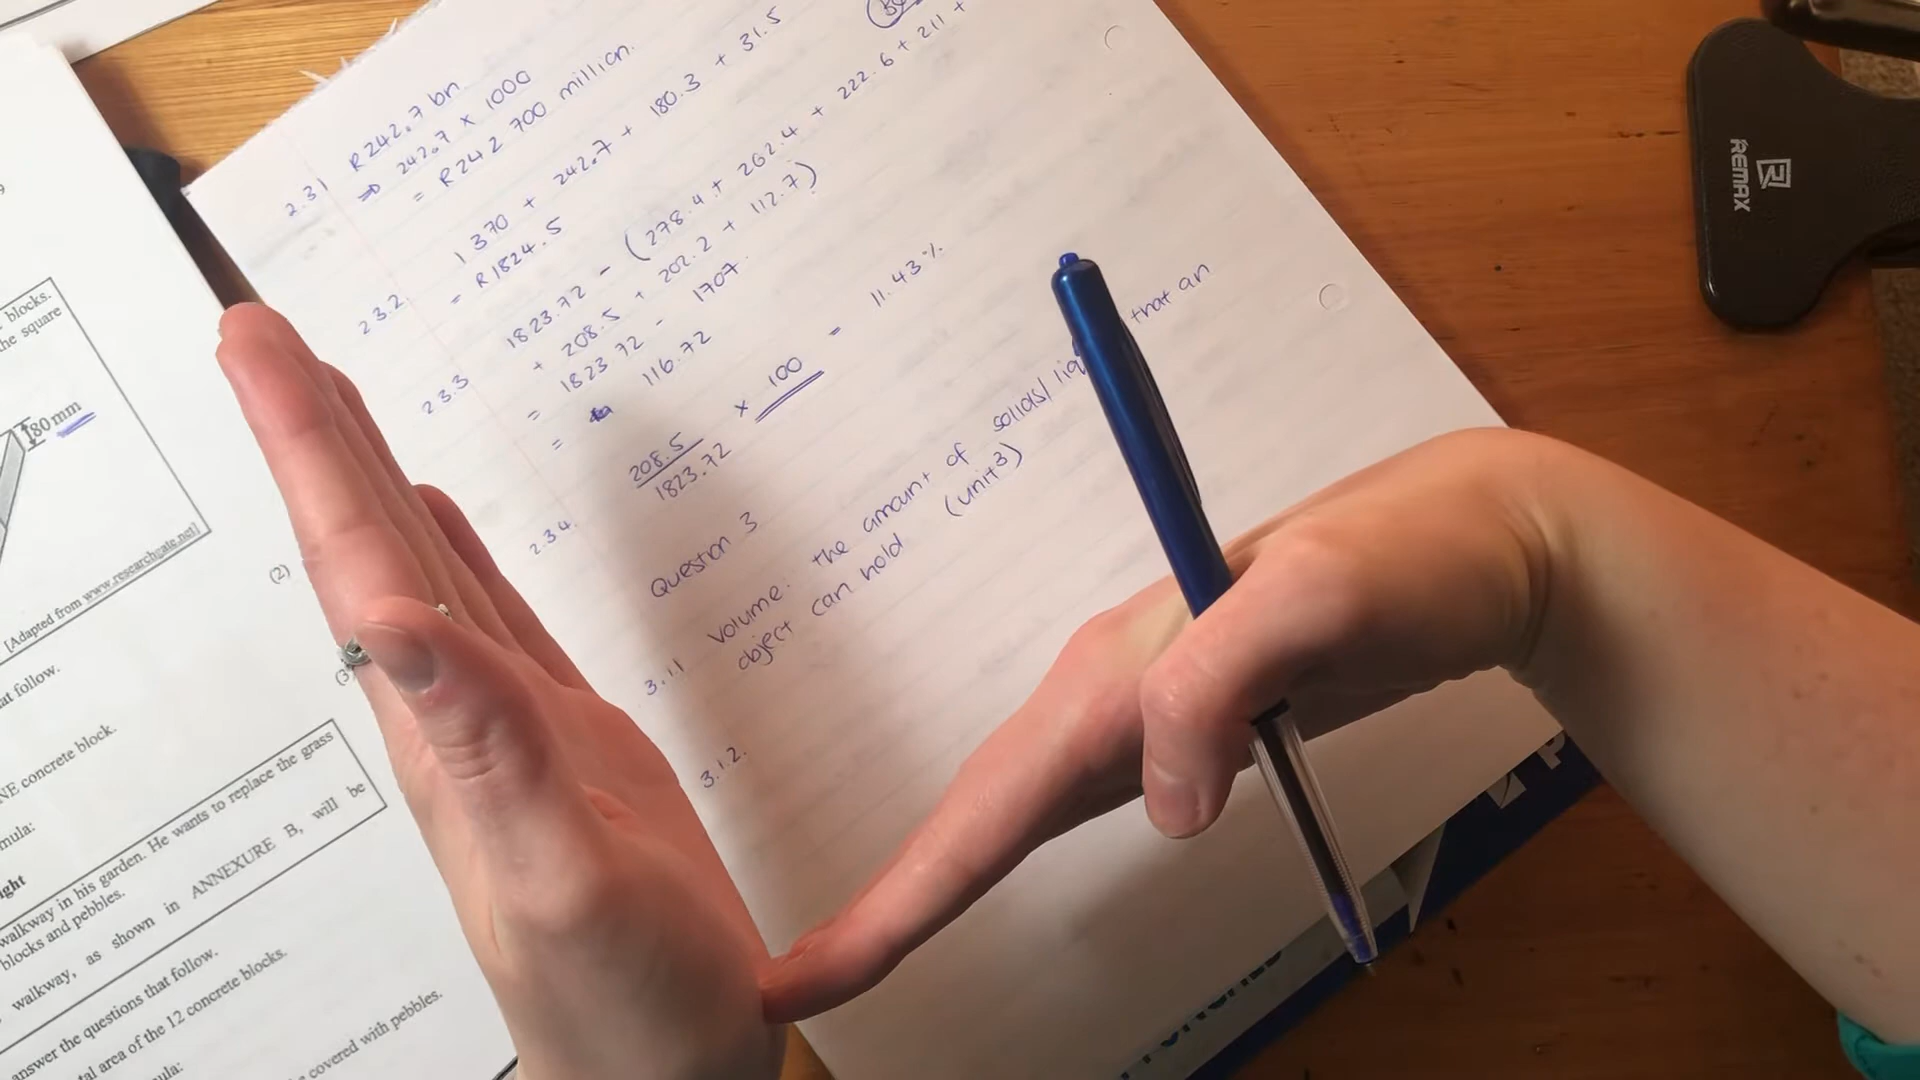 blocks.
the square
80 mm
[Adapted from www.researchgate.net]
at follow.
(2)
(3)
NE concrete block.
mula:
ght
walkway in his garden. He wants to replace the grass
blocks and pebbles.
walkway, as shown in ANNEXURE B, will be
answer the questions that follow.
tal area of the 12 concrete blocks.
ula:
covered with pebbles.
2.3.1 R242.7 bn
⇒ 242.7 x 1000
= R242 700 million.
2.3.2 1 370 + 242.7 + 180.3 + 31.5
= R1824.5
2.3.3 1823.72 - (278.4 + 262.4 + 222.6 + 211 +
+ 208.5 + 202.2 + 112.7)
= 1823.72 - 1707.
= 116.72
2.3.4. 208.5/1823.72 x 100 = 11.43%
Question 3
3.1.1 Volume: the amount of solids/ that an
object can hold (unit3)
3.1.2.
REMAX